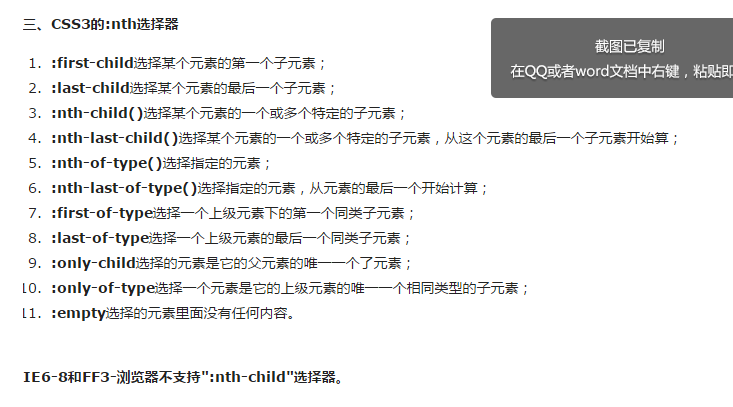 三、CSS3的:nth选择器
截图已复制
在QQ或者word文档中右键，粘贴即
1. :first-child选择某个元素的第一个子元素；
2. :last-child选择某个元素的最后一个子元素；
3. :nth-child()选择某个元素的一个或多个特定的子元素；
4. :nth-last-child()选择某个元素的一个或多个特定的子元素，从这个元素的最后一个子元素开始算；
5. :nth-of-type()选择指定的元素；
6. :nth-last-of-type()选择指定的元素，从元素的最后一个开始计算；
7. :first-of-type选择一个上级元素下的第一个同类子元素；
8. :last-of-type选择一个上级元素的最后一个同类子元素；
9. :only-child选择的元素是它的父元素的唯一一个了元素；
10. :only-of-type选择一个元素是它的上级元素的唯一一个相同类型的子元素；
11. :empty选择的元素里面没有任何内容。
IE6-8和FF3-浏览器不支持":nth-child"选择器。